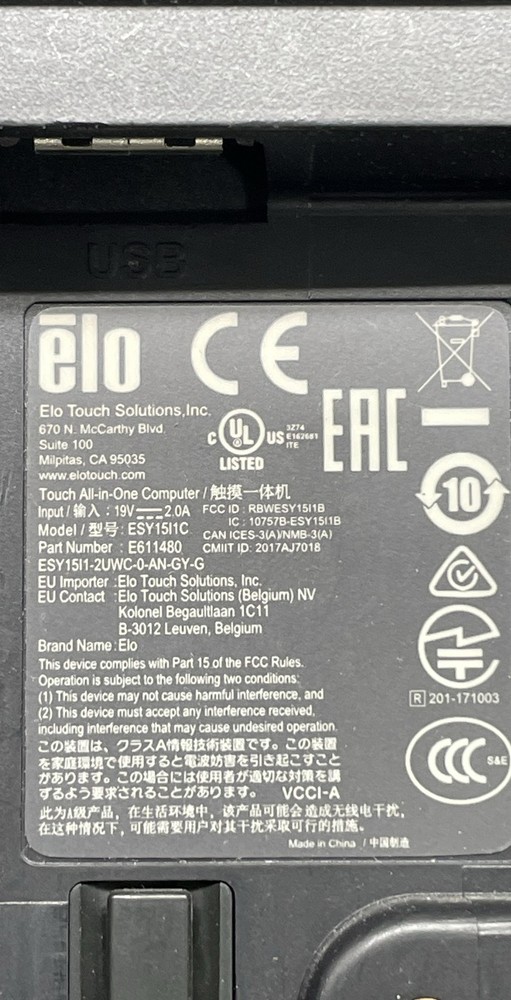 USB
ēlo CE
Elo Touch Solutions,Inc.
670 N. McCarthy Blvd.
Suite 100
Milpitas, CA 95035
www.elotouch.com
C UL US LISTED
3Z74
E162681
ITE
EAC
Touch All-in-One Computer / 触摸一体机
Input / 输入 : 19V 2.0A
Model / 型号: ESY15I1C
Part Number : E611480
FCC ID : RBWESY15I1B
IC : 10757B-ESY15I1B
CAN ICES-3(A)/NMB-3(A)
CMIIT ID: 2017AJ7018
ESY15I1-2UWC-0-AN-GY-G
EU Importer :Elo Touch Solutions, Inc.
EU Contact :Elo Touch Solutions (Belgium) NV
Kolonel Begaultlaan 1C11
B-3012 Leuven, Belgium
Brand Name:Elo
This device complies with Part 15 of the FCC Rules.
Operation is subject to the following two conditions:
(1) This device may not cause harmful interference, and
(2) This device must accept any interference received,
including interference that may cause undesired operation.
この装置は、クラスA情報技術装置です。この装置
を家庭環境で使用すると電波妨害を引き起こすこと
があります。この場合には使用者が適切な対策を講
ずるよう要求されることがあります。 VCCI-A
此为A级产品，在生活环境中，该产品可能会造成无线电干扰，
在这种情况下，可能需要用户对其干扰采取可行的措施。
Made in China / 中国制造
10
R 201-171003
CCC S&E